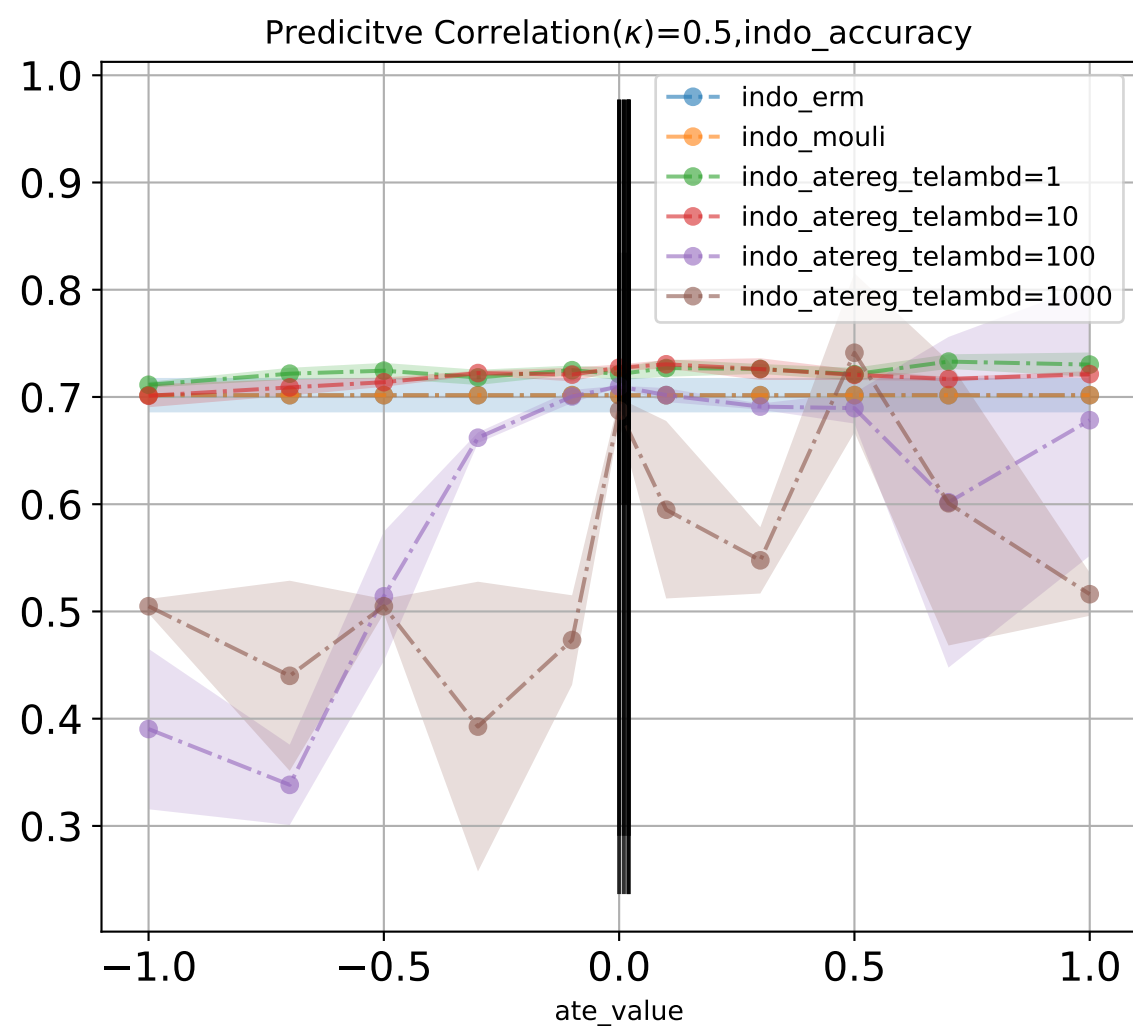 Predicitve Correlation(κ)=0.5,indo_accuracy
1.0
0.9
0.8
0.7
0.6
0.5
0.4
0.3
indo_erm
indo_mouli
indo_atereg_telambd=1
indo_atereg_telambd=10
indo_atereg_telambd=100
indo_atereg_telambd=1000
−1.0 −0.5 0.0 0.5 1.0
ate_value